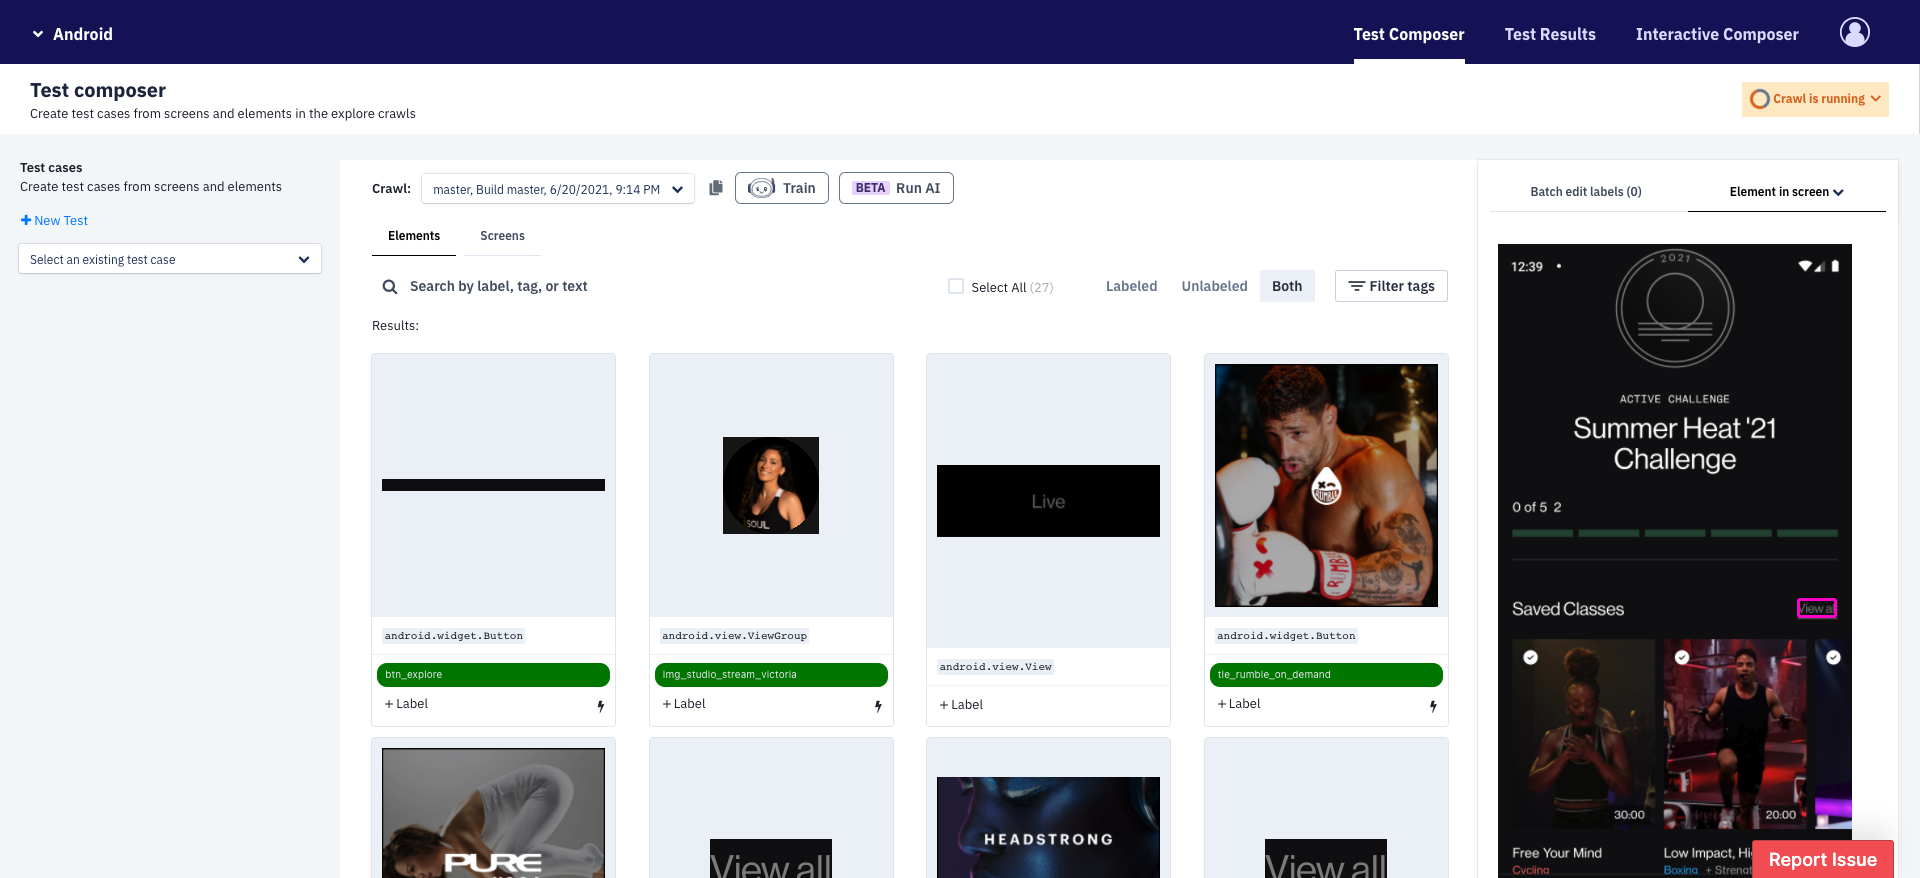 Android
Test Composer
Test Results
Interactive Composer
Test composer
Create test cases from screens and elements in the explore crawls
Crawl is running
Test cases
Create test cases from screens and elements
New Test
Select an existing test case
Crawl:
master, Build master, 6/20/2021, 9:14 PM
Train
BETA Run AI
Elements
Screens
Search by label, tag, or text
Select All (27)
Labeled
Unlabeled
Both
Filter tags
Results:
SOUL
Live
RUMBLE
android.widget.Button
btn_explore
+ Label
android.view.ViewGroup
img_studio_stream_victoria
+ Label
android.view.View
+ Label
android.widget.Button
tle_rumble_on_demand
+ Label
PURE
View all
HEADSTRONG
View all
Batch edit labels (0)
Element in screen
12:39
2021
ACTIVE CHALLENGE
Summer Heat '21
Challenge
0 of 5 2
Saved Classes
View all
30:00
20:00
Free Your Mind
Cycling
Low Impact,
Boxing
Report Issue